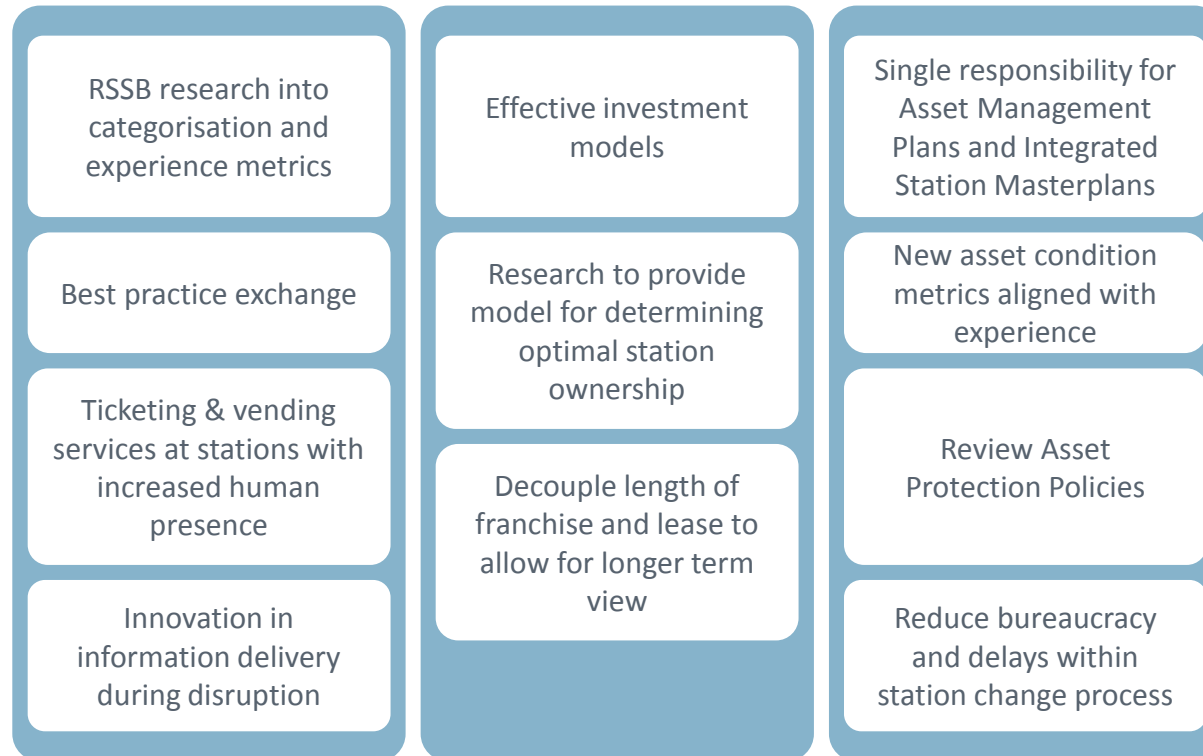 RSSB research into
categorisation and
experience metrics
Best practice exchange
Ticketing & vending
services at stations with
increased human
presence
Innovation in
information delivery
during disruption
Effective investment
models
Research to provide
model for determining
optimal station
ownership
Decouple length of
franchise and lease to
allow for longer term
view
Single responsibility for
Asset Management
Plans and Integrated
Station Masterplans
New asset condition
metrics aligned with
experience
Review Asset
Protection Policies
Reduce bureaucracy
and delays within
station change process